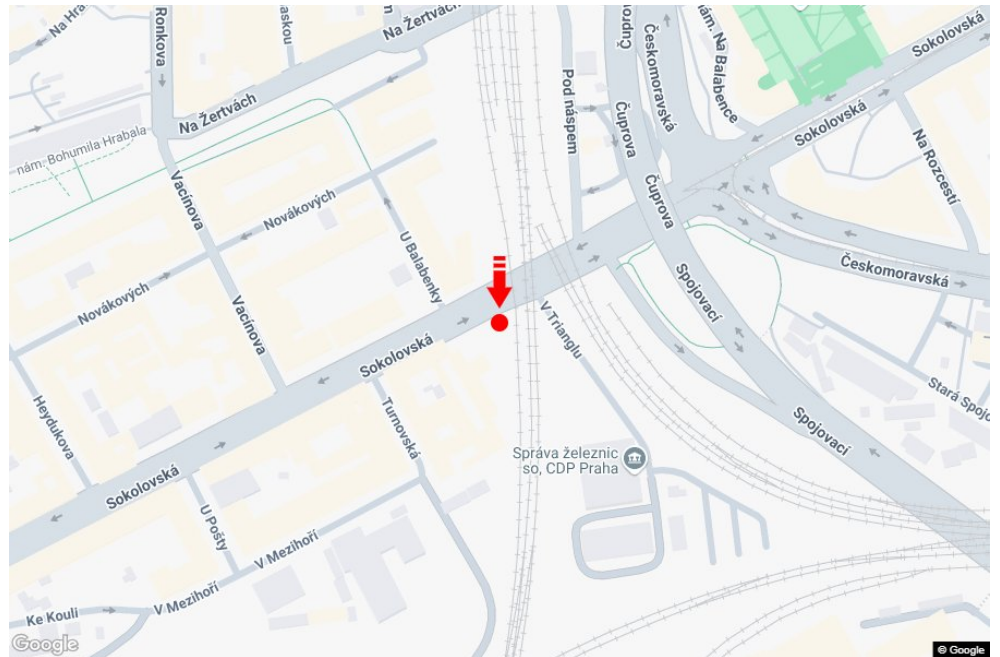 Na Hra
Ronkova
askou
Na Žertvách
Čuprov
Českomoravská
nám. Na Balabence
Sokolovská
Na Žertvách
Pod náspem
Čuprova
Sokolovská
nám. Bohumila Hrabala
Na Rozcestí
Vacínova
Novákových
U Balabenky
Čuprova
Českomoravská
Novákových
Vacínova
Spojovací
V Trianglu
Sokolovská
Heydukova
Turnovská
Stará Spojo
Spojovací
Správa železnic
so, CDP Praha
Sokolovská
U Pošty
V Mezihoří
V Mezihoří
Ke Kouli
Google
© Google